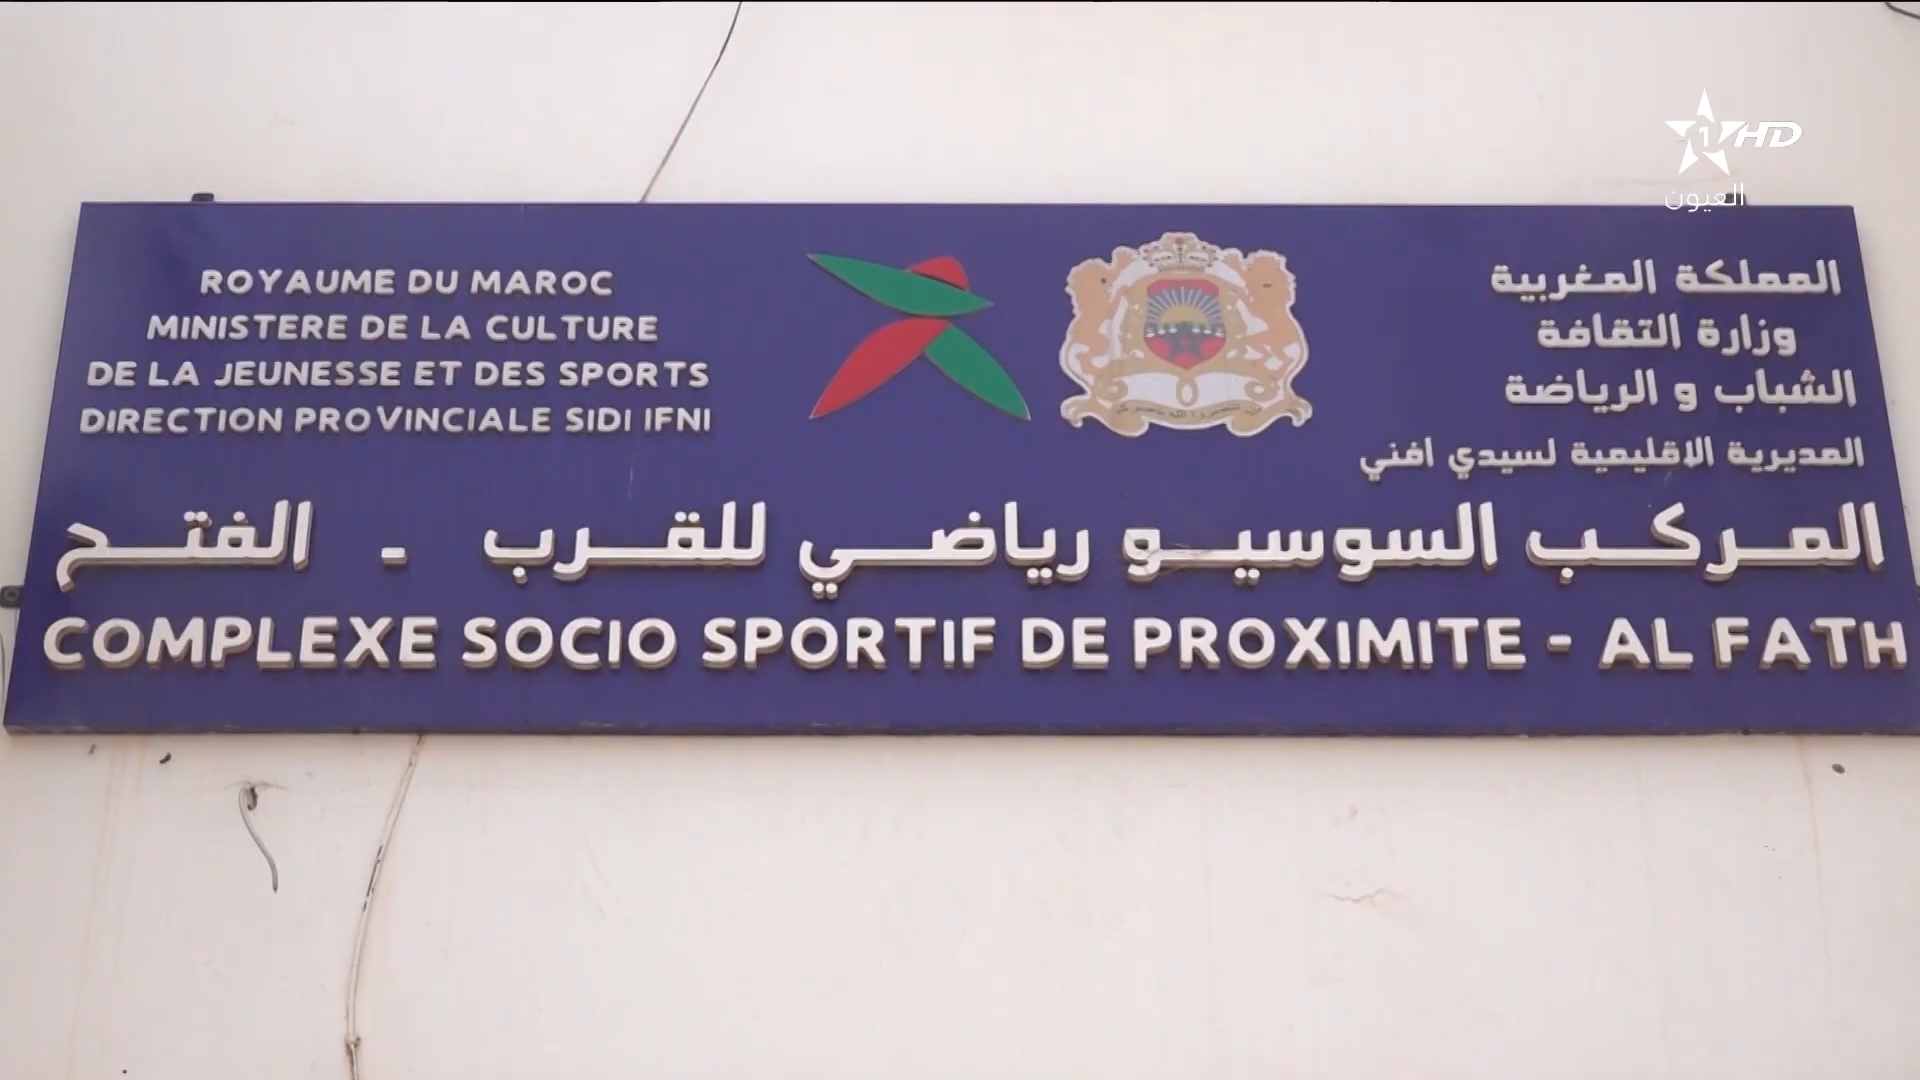 1 HD
العيون
ROYAUME DU MAROC
MINISTERE DE LA CULTURE
DE LA JEUNESSE ET DES SPORTS
DIRECTION PROVINCIALE SIDI IFNI
المملكة المغربية
وزارة التقافة
الشباب و الرياضة
المديرية الاقليمية لسيدي افني
المركب السوسيو رياضي للقرب - الفتح
COMPLEXE SOCIO SPORTIF DE PROXIMITE - AL FATH